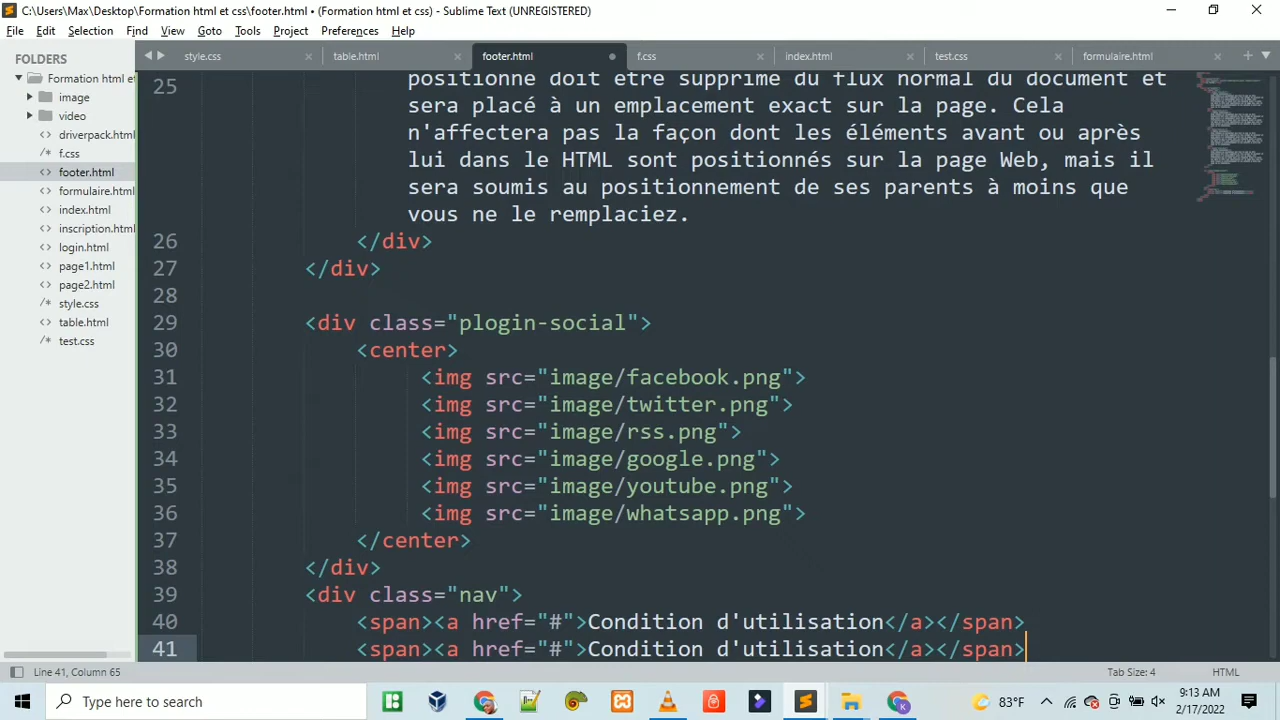 C:\Users\Max\Desktop\Formation html et css\footer.html • (Formation html et css) - Sublime Text (UNREGISTERED)
File Edit Selection Find View Goto Tools Project Preferences Help
FOLDERS
Formation html et
image
video
driverpack.html
f.css
footer.html
formulaire.html
index.html
inscription.html
login.html
page1.html
page2.html
style.css
table.html
test.css
style.css table.html footer.html f.css index.html test.css formulaire.html
25 positionné doit être supprimé du flux normal du document et
sera placé à un emplacement exact sur la page. Cela
n'affectera pas la façon dont les éléments avant ou après
lui dans le HTML sont positionnés sur la page Web, mais il
sera soumis au positionnement de ses parents à moins que
vous ne le remplaciez.
26 </div>
27 </div>
28
29 <div class="plogin-social">
30 <center>
31 <img src="image/facebook.png">
32 <img src="image/twitter.png">
33 <img src="image/rss.png">
34 <img src="image/google.png">
35 <img src="image/youtube.png">
36 <img src="image/whatsapp.png">
37 </center>
38 </div>
39 <div class="nav">
40 <span><a href="#">Condition d'utilisation</a></span>
41 <span><a href="#">Condition d'utilisation</a></span>
Line 41, Column 65 Tab Size: 4 HTML
Type here to search 83°F 9:13 AM
2/17/2022